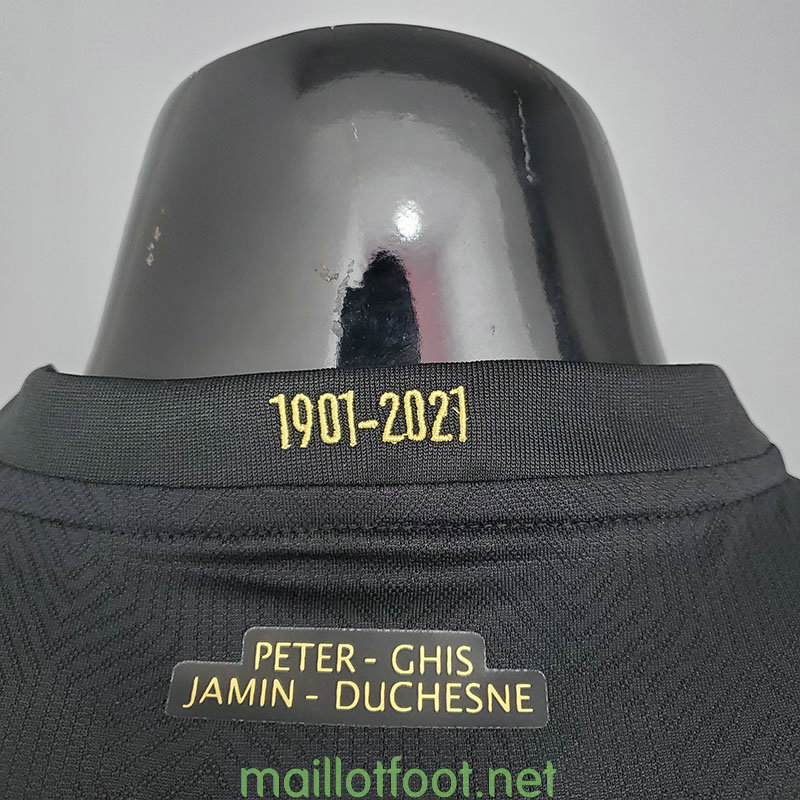 1901-2021
PETER - GHIS
JAMIN - DUCHESNE
maillotfoot.net